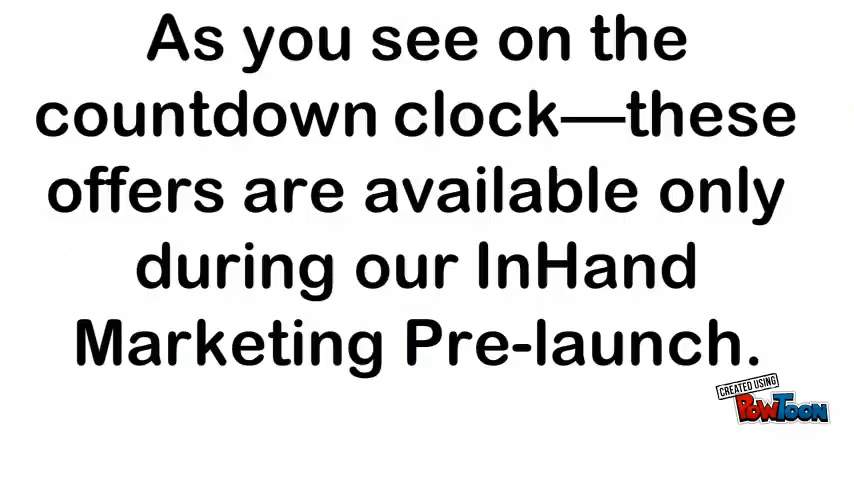 As you see on the
countdown clock—these
offers are available only
during our InHand
Marketing Pre-launch.
CREATED USING
POWTOON